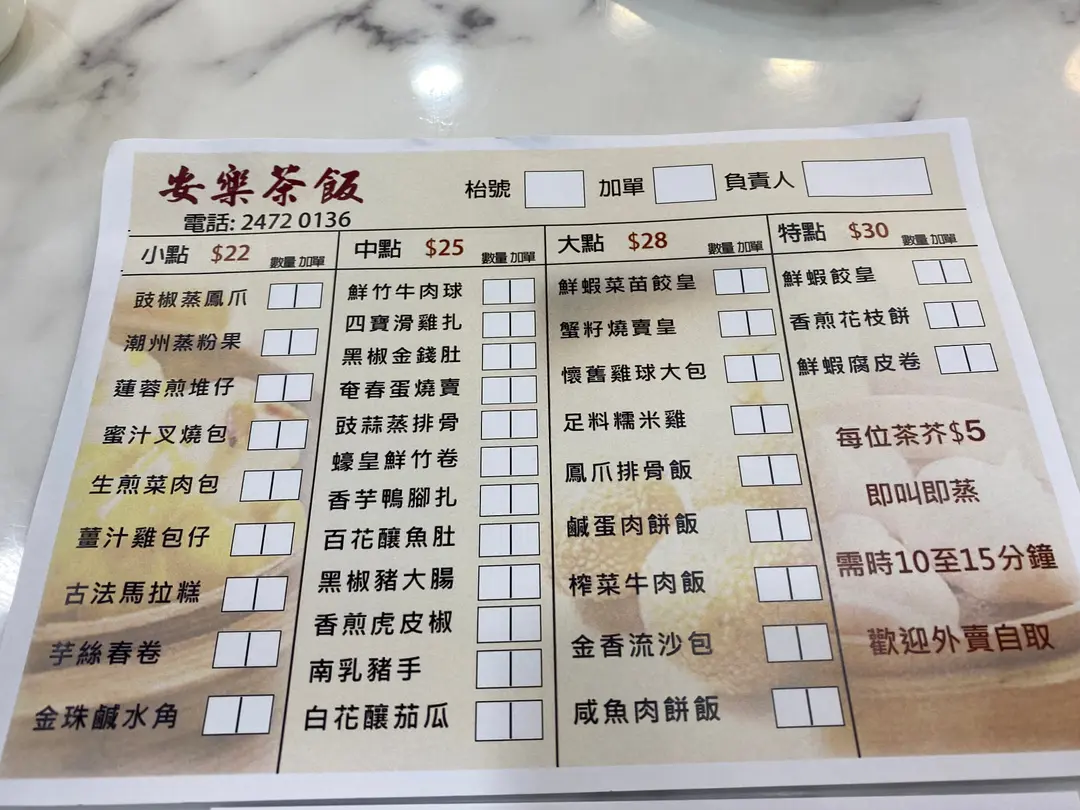 安樂茶飯
電話: 2472 0136
枱號 加單 負責人
小點 $22 數量 加單
豉椒蒸鳳爪
潮州蒸粉果
蓮蓉煎堆仔
蜜汁叉燒包
生煎菜肉包
薑汁雞包仔
古法馬拉糕
芋絲春卷
金珠鹹水角
中點 $25 數量 加單
鮮竹牛肉球
四寶滑雞扎
黑椒金錢肚
奄春蛋燒賣
豉蒜蒸排骨
蠔皇鮮竹卷
香芋鴨腳扎
百花釀魚肚
黑椒豬大腸
香煎虎皮椒
南乳豬手
白花釀茄瓜
大點 $28 數量 加單
鮮蝦菜苗餃皇
蟹籽燒賣皇
懷舊雞球大包
足料糯米雞
鳳爪排骨飯
鹹蛋肉餅飯
榨菜牛肉飯
金香流沙包
咸魚肉餅飯
特點 $30 數量 加單
鮮蝦餃皇
香煎花枝餅
鮮蝦腐皮卷
每位茶芥$5
即叫即蒸
需時10至15分鐘
歡迎外賣自取